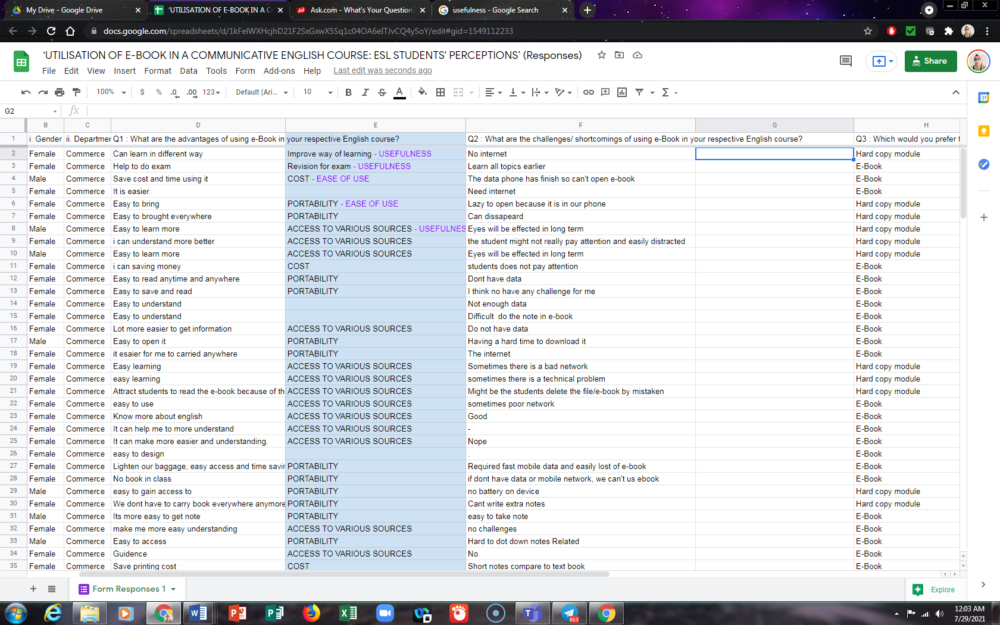 My Drive - Google Drive
'UTILISATION OF E-BOOK IN A C
Ask.com - What's Your Question
usefulness - Google Search
docs.google.com/spreadsheets/d/1kFelWXHcjhD21F2SxGxwX5Sq1c04OA6eITJvCQ4ySoY/edit#gid=1549112233
'UTILISATION OF E-BOOK IN A COMMUNICATIVE ENGLISH COURSE: ESL STUDENTS' PERCEPTIONS' (Responses)
Share
File Edit View Insert Format Data Tools Form Add-ons Help Last edit was seconds ago
100% $ % .0 .00 123 Default (Ari... 10 B I S A Σ
31
G2 fx
B C D E F G H
1 i. Gender ii. Departmer Q1 : What are the advantages of using e-Book in your respective English course? Q2 : What are the challenges/ shortcomings of using e-Book in your respective English course? Q3 : Which would you prefer
2 Female Commerce Can learn in different way Improve way of learning - USEFULNESS No internet Hard copy module
3 Female Commerce Help to do exam Revision for exam - USEFULNESS Learn all topics earlier E-Book
4 Male Commerce Save cost and time using it COST - EASE OF USE The data phone has finish so can't open e-book E-Book
5 Female Commerce It is easier Need internet E-Book
6 Female Commerce Easy to bring PORTABILITY - EASE OF USE Lazy to open because it is in our phone Hard copy module
7 Female Commerce Easy to brought everywhere PORTABILITY Can dissapeard Hard copy module
8 Male Commerce Easy to learn more ACCESS TO VARIOUS SOURCES - USEFULNES Eyes will be effected in long term Hard copy module
9 Female Commerce i can understand more better ACCESS TO VARIOUS SOURCES the student might not really pay attention and easily distracted Hard copy module
10 Male Commerce Easy to learn more ACCESS TO VARIOUS SOURCES Eyes will be effected in long term Hard copy module
11 Female Commerce i can saving money COST students does not pay attention E-Book
12 Female Commerce Easy to read anytime and anywhere PORTABILITY Dont have data E-Book
13 Female Commerce Easy to save and read PORTABILITY I think no have any challenge for me E-Book
14 Female Commerce Easy to understand Not enough data E-Book
15 Female Commerce Easy to understand Difficult do the note in e-book E-Book
16 Female Commerce Lot more easier to get information ACCESS TO VARIOUS SOURCES Do not have data E-Book
17 Male Commerce Easy to open it PORTABILITY Having a hard time to download it E-Book
18 Female Commerce it esaier for me to carried anywhere PORTABILITY The internet E-Book
19 Female Commerce Easy learning ACCESS TO VARIOUS SOURCES Sometimes there is a bad network Hard copy module
20 Female Commerce easy learning ACCESS TO VARIOUS SOURCES sometimes there is a technical problem Hard copy module
21 Female Commerce Attract students to read the e-book because of th ACCESS TO VARIOUS SOURCES Might be the students delete the file/e-book by mistaken Hard copy module
22 Female Commerce easy to use ACCESS TO VARIOUS SOURCES sometimes poor network E-Book
23 Female Commerce Know more about english ACCESS TO VARIOUS SOURCES Good E-Book
24 Female Commerce It can help me to more understand ACCESS TO VARIOUS SOURCES - E-Book
25 Female Commerce It can make more easier and understanding. ACCESS TO VARIOUS SOURCES Nope E-Book
26 Female Commerce easy to design . E-Book
27 Female Commerce Lighten our baggage, easy access and time savin PORTABILITY Required fast mobile data and easily lost of e-book E-Book
28 Female Commerce No book in class PORTABILITY if dont have data or mobile network, we can't us ebook E-Book
29 Male Commerce easy to gain access to PORTABILITY no battery on device Hard copy module
30 Female Commerce We dont have to carry book everywhere anymore PORTABILITY Cant write extra notes Hard copy module
31 Male Commerce Its more easy to get note PORTABILITY easy to take note E-Book
32 Female Commerce make me more easy understanding ACCESS TO VARIOUS SOURCES no challenges E-Book
33 Male Commerce Easy to access PORTABILITY Hard to dot down notes Related E-Book
34 Female Commerce Guidence ACCESS TO VARIOUS SOURCES No E-Book
35 Female Commerce Save printing cost COST Short notes compare to text book E-Book
Form Responses 1
Explore
863
12:03 AM
7/29/2021